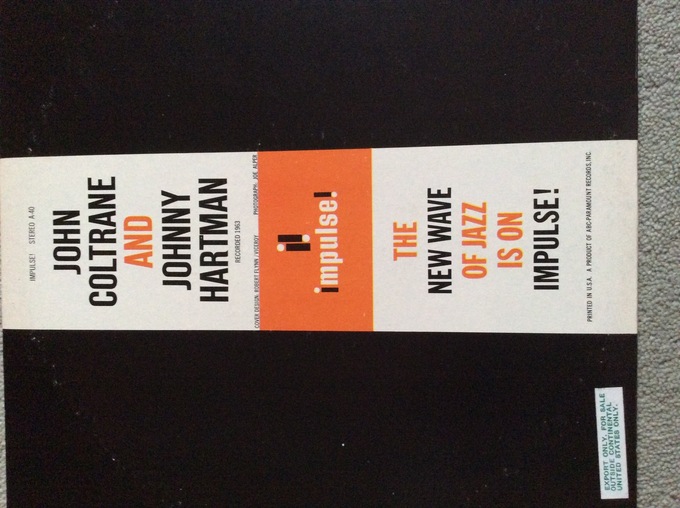 IMPULSE! STEREO A-40
JOHN
COLTRANE
AND
JOHNNY
HARTMAN
RECORDED 1963
COVER DESIGN: ROBERT FLYNN / VICEROY PHOTOGRAPH: JOE ALPER
impulse!
THE
NEW WAVE
OF JAZZ
IS ON
IMPULSE!
PRINTED IN U.S.A. A PRODUCT OF ABC-PARAMOUNT RECORDS, INC.
EXPORT ONLY, FOR SALE
OUTSIDE CONTINENTAL
UNITED STATES ONLY.